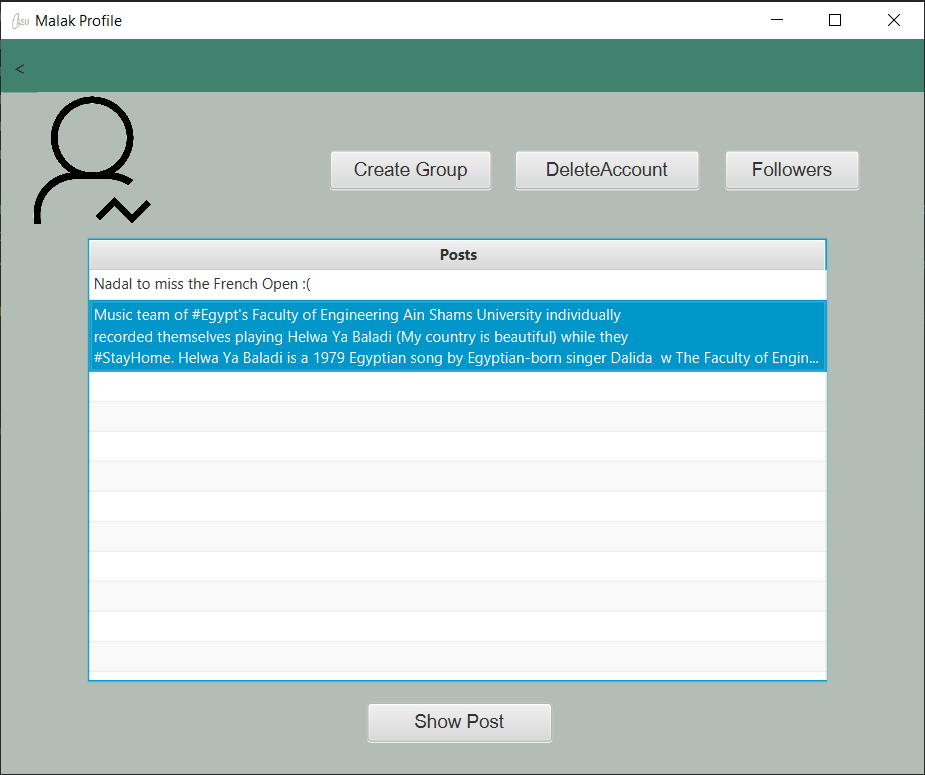 ASU Malak Profile
<
Create Group
DeleteAccount
Followers
Posts
Nadal to miss the French Open :(
Music team of #Egypt's Faculty of Engineering Ain Shams University individually
recorded themselves playing Helwa Ya Baladi (My country is beautiful) while they
#StayHome. Helwa Ya Baladi is a 1979 Egyptian song by Egyptian-born singer Dalida  w The Faculty of Engin...
Show Post